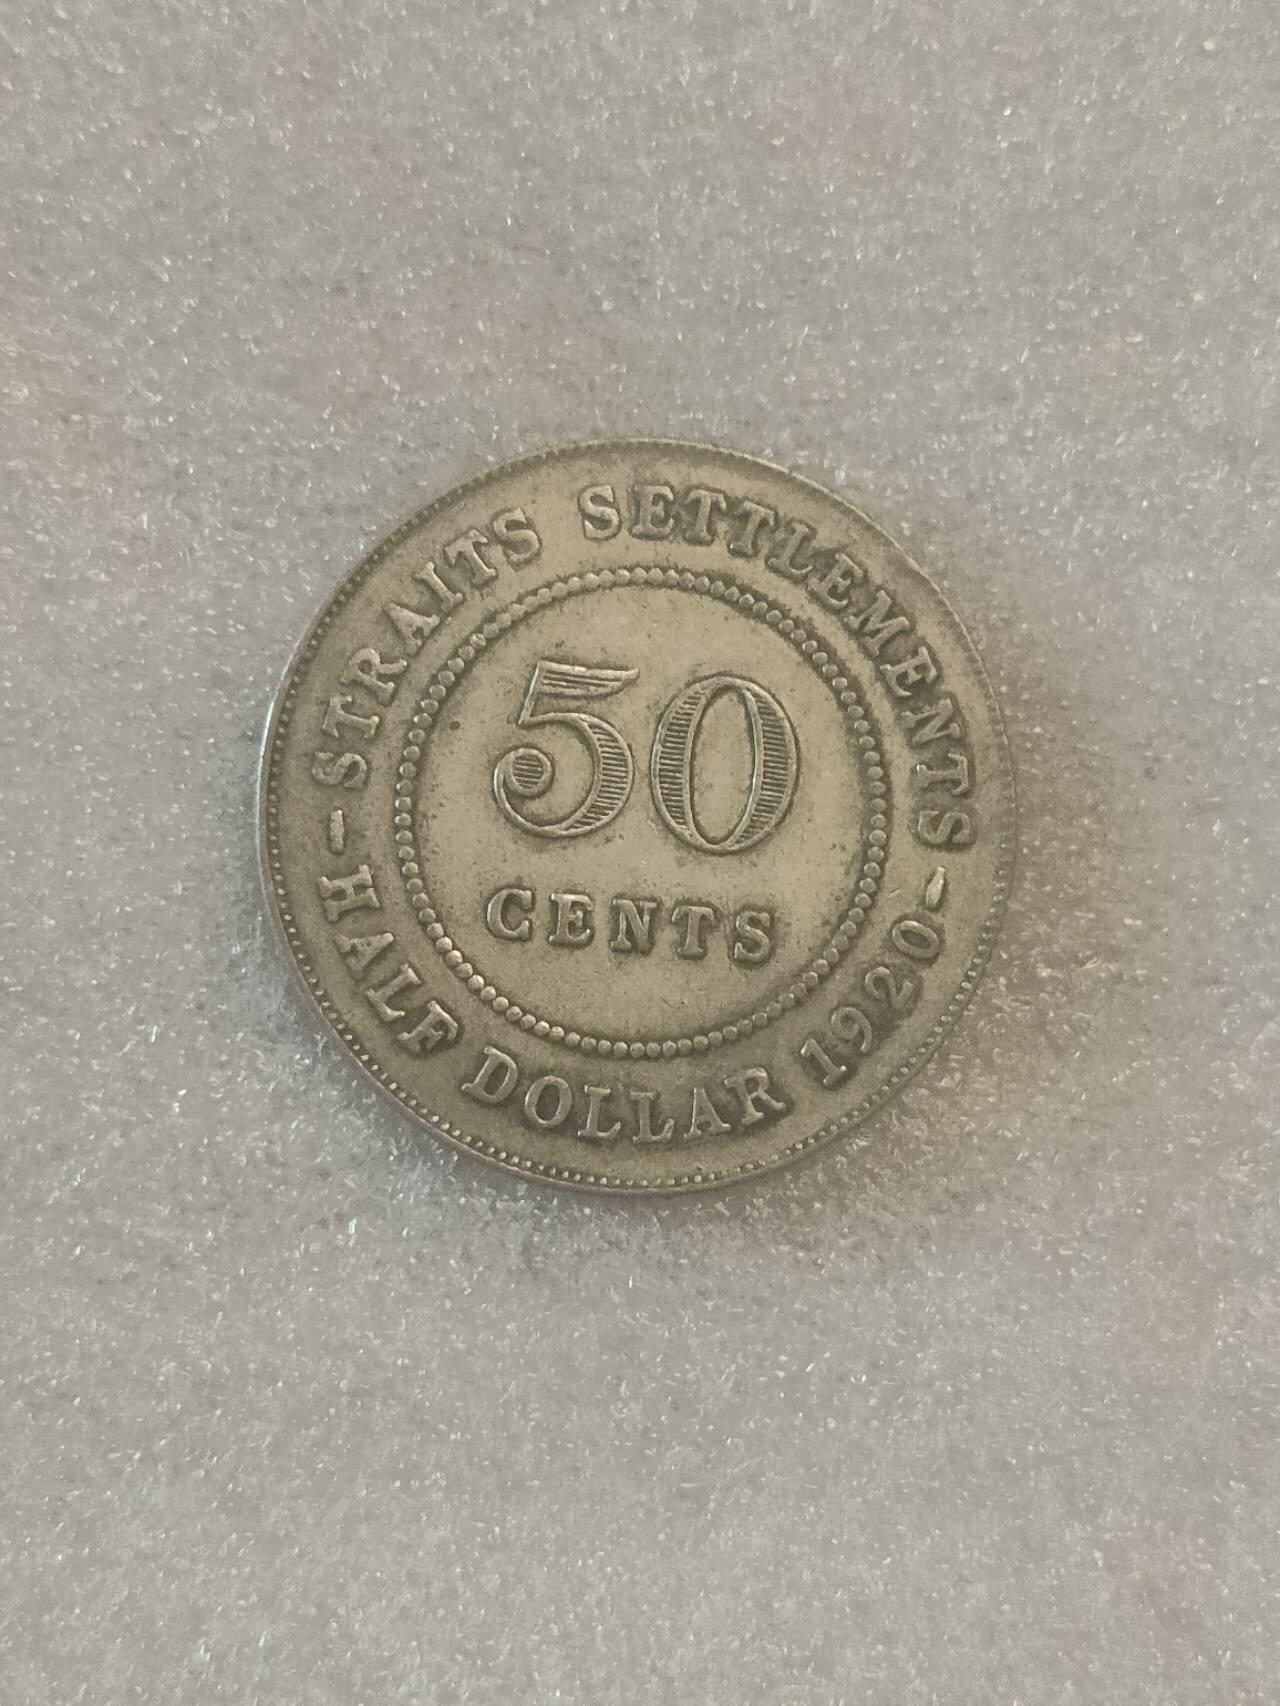 STRAITS SETTLEMENTS
50
CENTS
HALF DOLLAR 1920